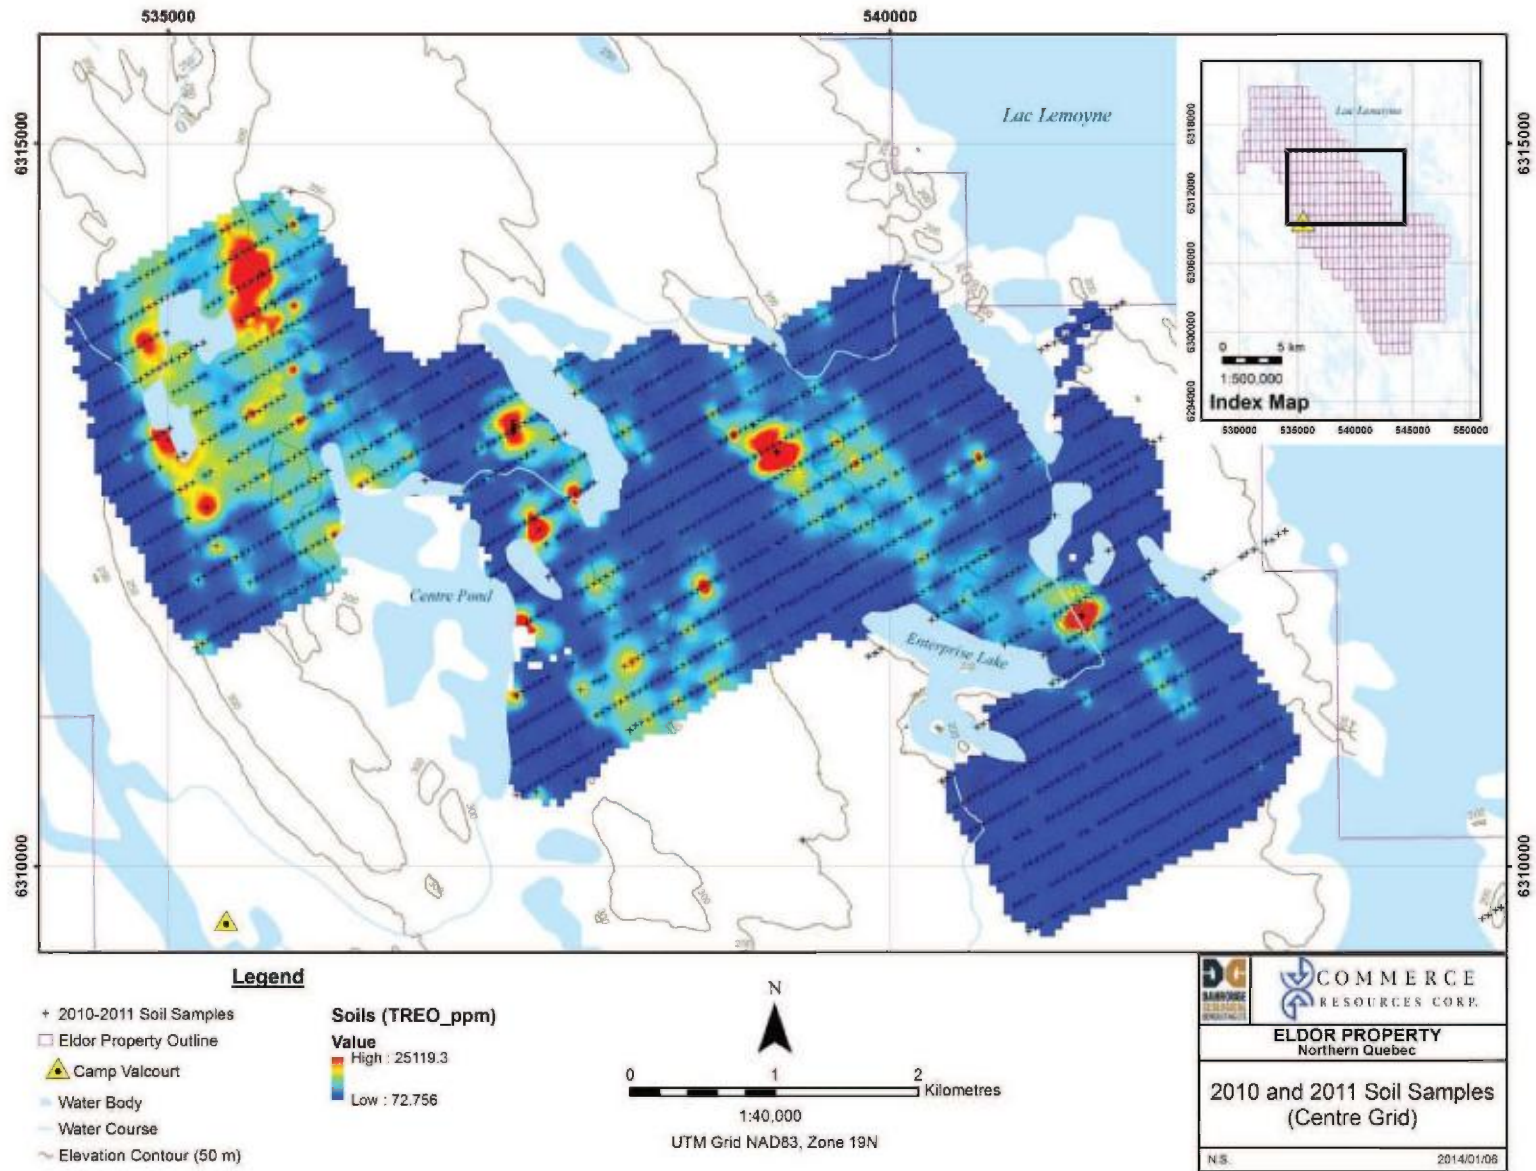 535000
540000
6315000
6315000
6310000
6310000
Lac Lemoyne
Centre Pond
Enterprise Lake
Lac Lemoyne
6318000
6312000
6306000
6300000
6294000
0 5 km
1:500,000
Index Map
530000 535000 540000 545000 550000
Legend
2010-2011 Soil Samples
Eldor Property Outline
Camp Valcourt
Water Body
Water Course
Elevation Contour (50 m)
Soils (TREO_ppm)
Value
High : 25119.3
Low : 72.756
N
0 1 2
Kilometres
1:40,000
UTM Grid NAD83, Zone 19N
COMMERCE
RESOURCES CORP.
ELDOR PROPERTY
Northern Quebec
2010 and 2011 Soil Samples
(Centre Grid)
N.S. 2014/01/06